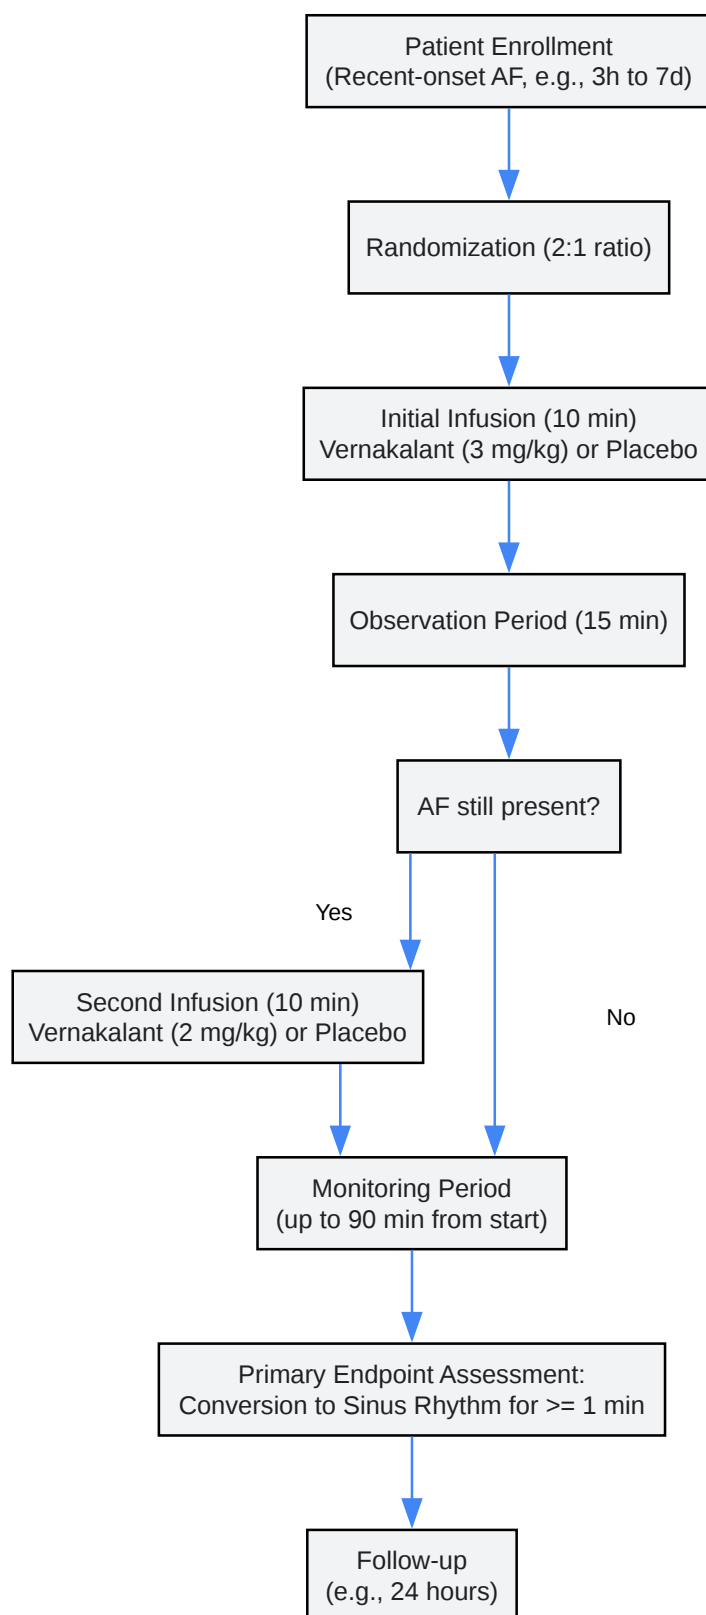 Patient Enrollment
(Recent-onset AF, e.g., 3h to 7d)
Randomization (2:1 ratio)
Initial Infusion (10 min)
Vernakalant (3 mg/kg) or Placebo
Observation Period (15 min)
AF still present?
Yes
Second Infusion (10 min)
Vernakalant (2 mg/kg) or Placebo
No
Monitoring Period
(up to 90 min from start)
Primary Endpoint Assessment:
Conversion to Sinus Rhythm for >= 1 min
Follow-up
(e.g., 24 hours)